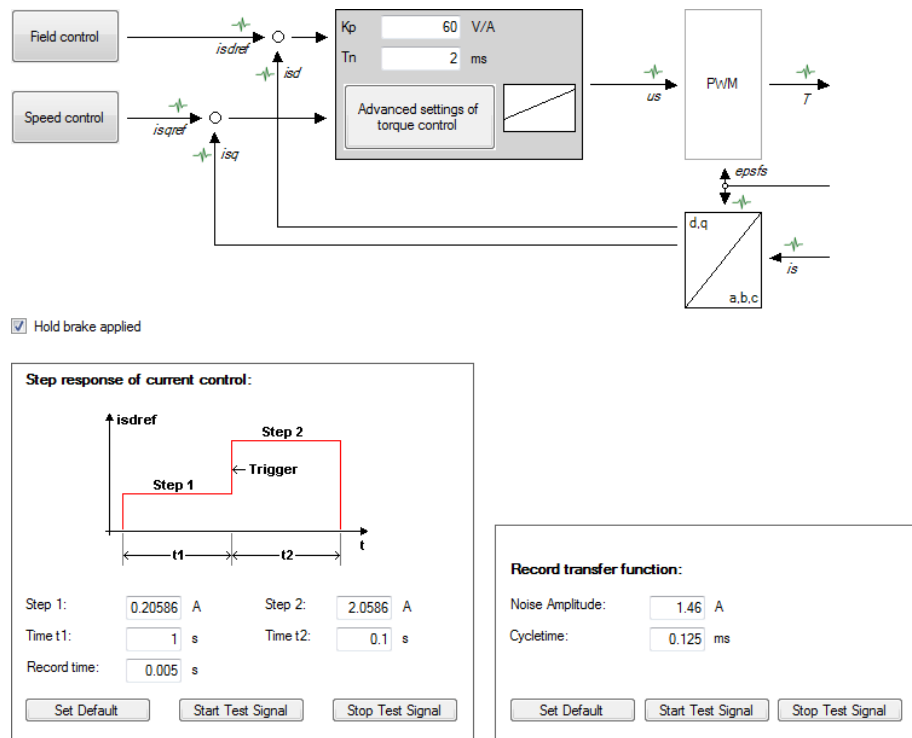 Field control
isdref
isd
Kp 60 V/A
Tn 2 ms
Advanced settings of
torque control
us
PWM
T
Speed control
isqref
isq
epsfs
d,q
a,b,c
is
Hold brake applied
Step response of current control:
isdref
Step 2
Trigger
Step 1
t
t1 t2
Step 1: 0.20586 A Step 2: 2.0586 A
Time t1: 1 s Time t2: 0.1 s
Record time: 0.005 s
Set Default Start Test Signal Stop Test Signal
Record transfer function:
Noise Amplitude: 1.46 A
Cycletime: 0.125 ms
Set Default Start Test Signal Stop Test Signal